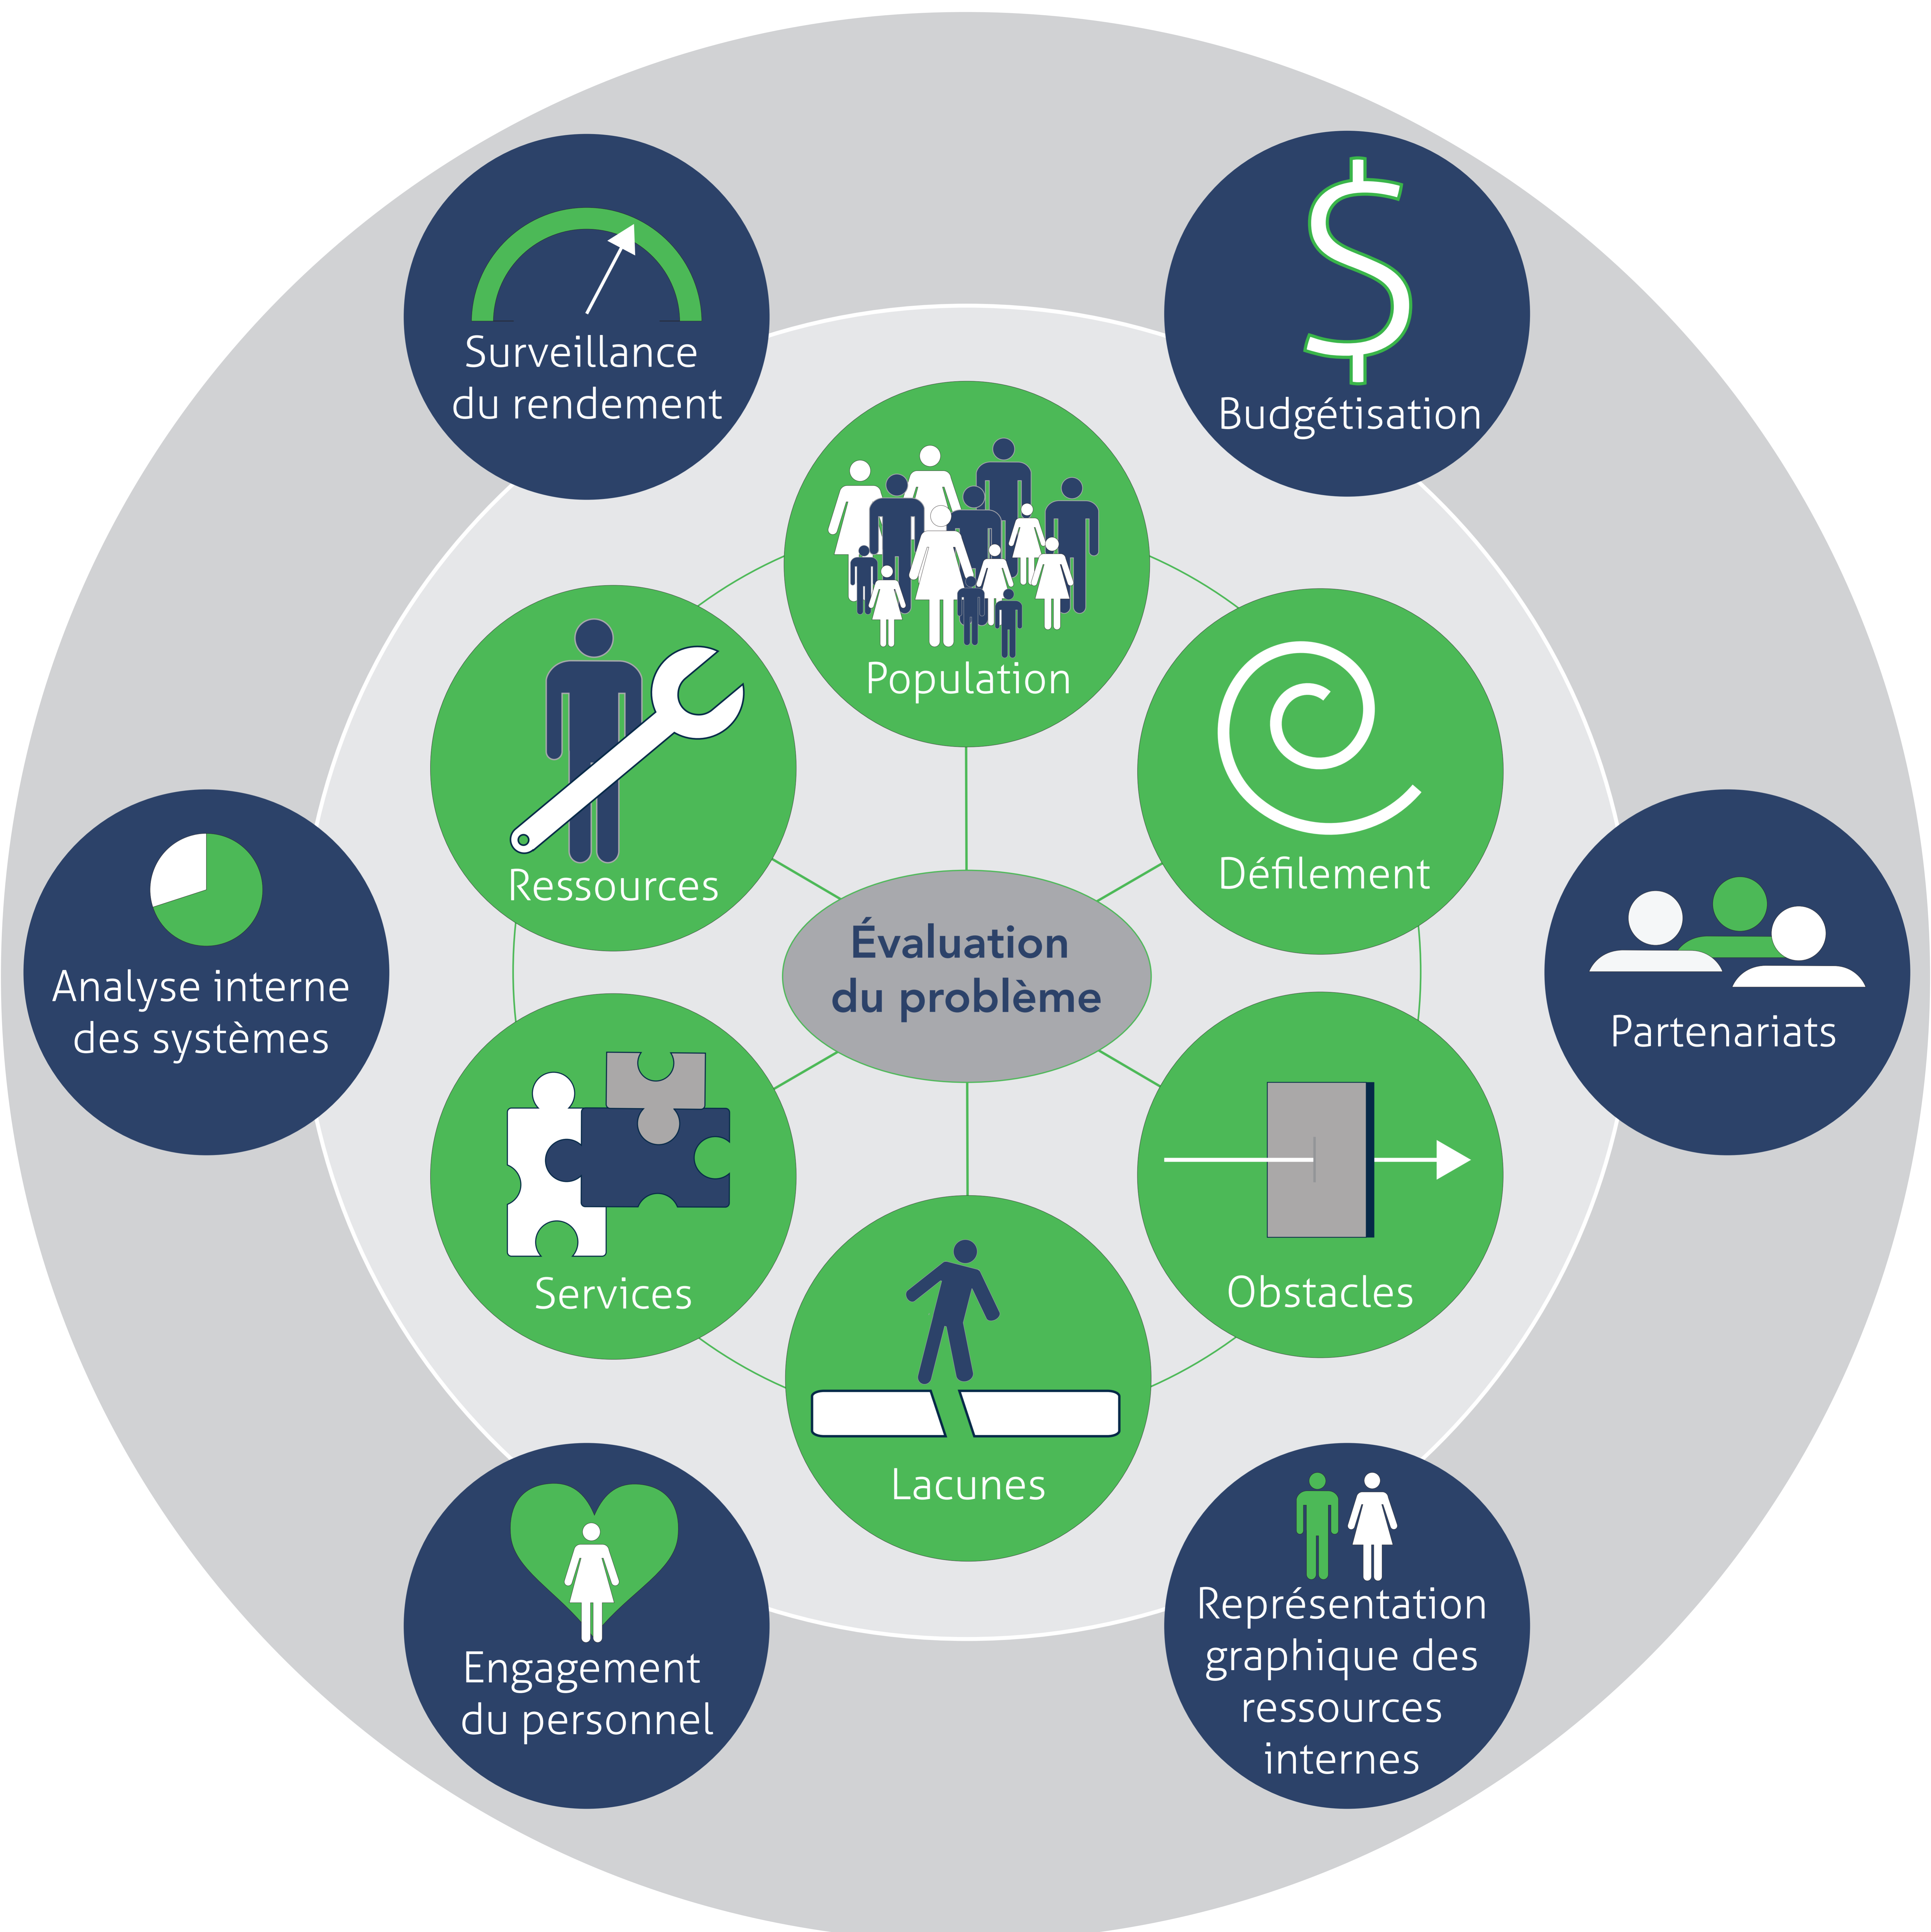 Surveillance
du rendement
Budgétisation
Population
Ressources
Défilement
Évaluation
du problème
Analyse interne
des systèmes
Partenariats
Services
Obstacles
Lacunes
Engagement
du personnel
Représentation
graphique des
ressources
internes